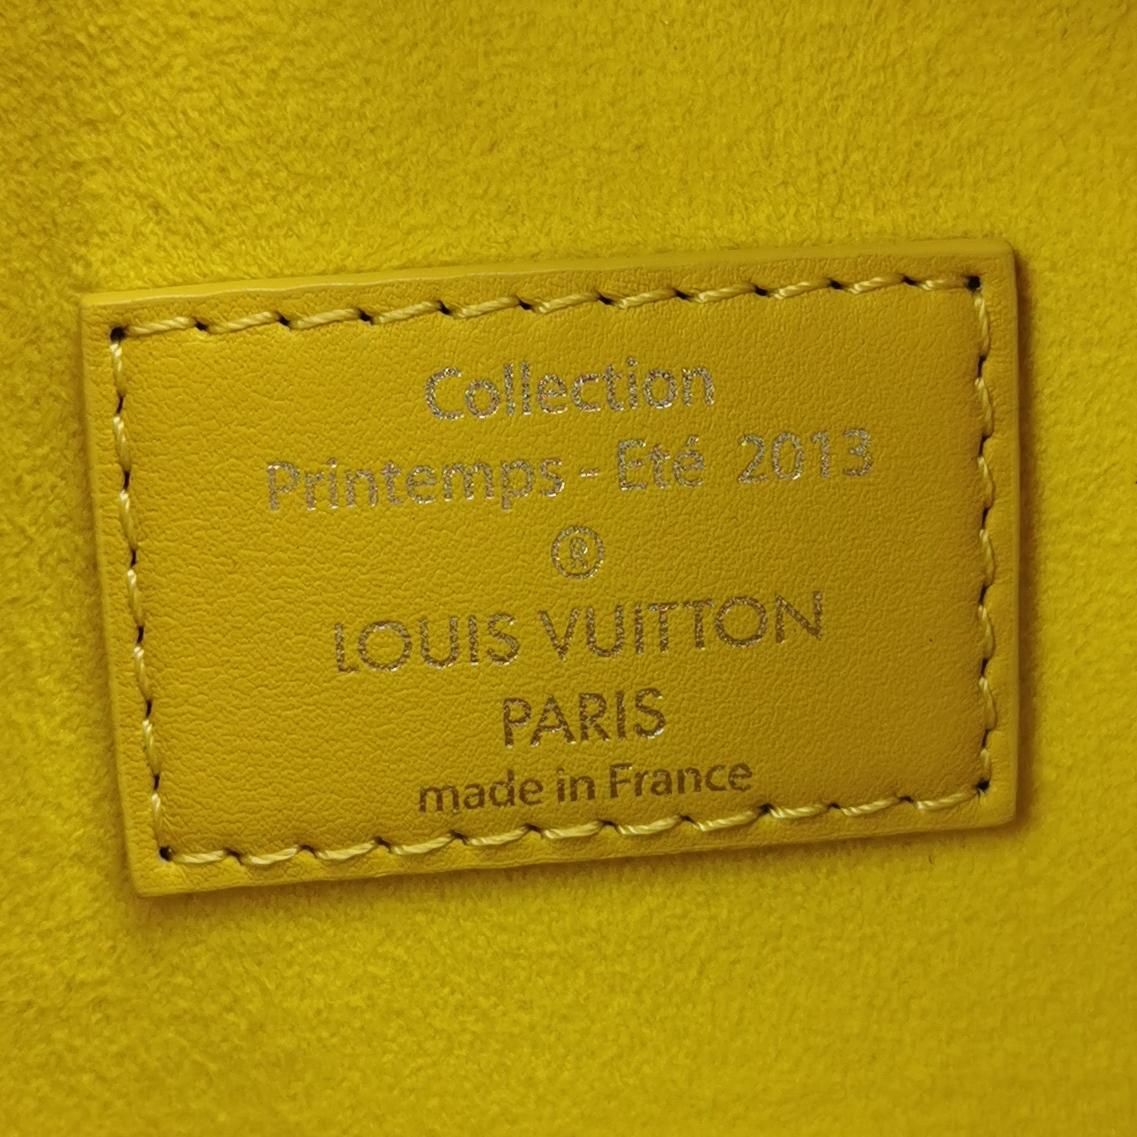 Collection
Printemps - Eté 2013
®
LOUIS VUITTON
PARIS
made in France